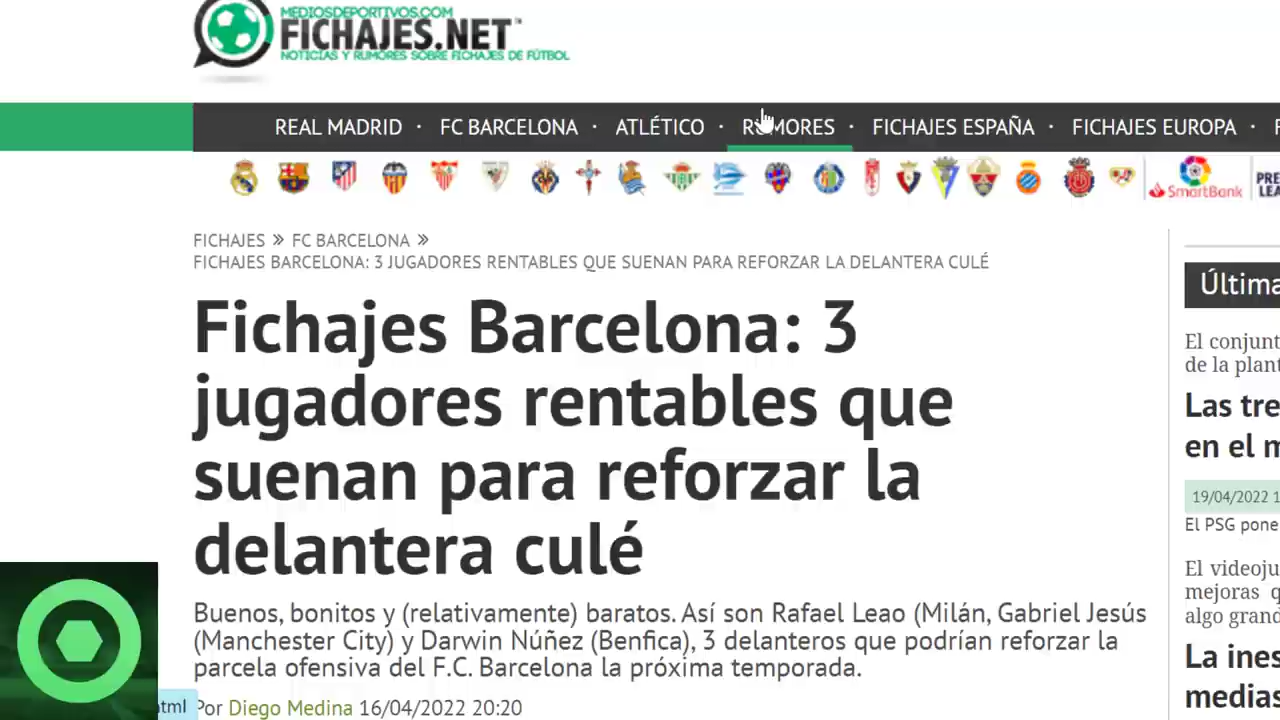 MEDIOSDEPORTIVOS.COM
FICHAJES.NET™
NOTICIAS Y RUMORES SOBRE FICHAJES DE FÚTBOL
REAL MADRID · FC BARCELONA · ATLÉTICO · RUMORES · FICHAJES ESPAÑA · FICHAJES EUROPA ·
SmartBank
PRE
LEA
FICHAJES » FC BARCELONA »
FICHAJES BARCELONA: 3 JUGADORES RENTABLES QUE SUENAN PARA REFORZAR LA DELANTERA CULÉ
Fichajes Barcelona: 3
jugadores rentables que
suenan para reforzar la
delantera culé
Buenos, bonitos y (relativamente) baratos. Así son Rafael Leao (Milán, Gabriel Jesús
(Manchester City) y Darwin Núñez (Benfica), 3 delanteros que podrían reforzar la
parcela ofensiva del F.C. Barcelona la próxima temporada.
Por Diego Medina 16/04/2022 20:20
html
Última
El conjunt
de la plant
Las tre
en el m
19/04/2022 1
El PSG pone
El videoju
mejoras q
algo grand
La ines
medias